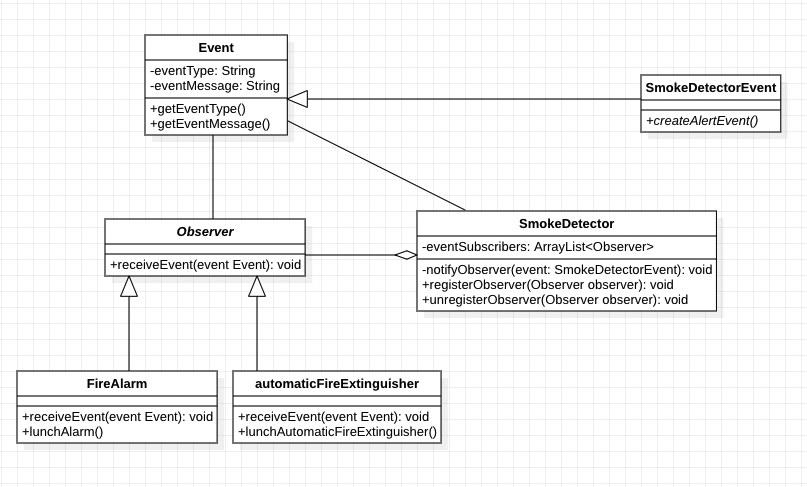 Event
-eventType: String
-eventMessage: String
+getEventType()
+getEventMessage()
SmokeDetectorEvent
+createAlertEvent()
Observer
+receiveEvent(event Event): void
SmokeDetector
-eventSubscribers: ArrayList<Observer>
-notifyObserver(event: SmokeDetectorEvent): void
+registerObserver(Observer observer): void
+unregisterObserver(Observer observer): void
FireAlarm
+receiveEvent(event Event): void
+lunchAlarm()
automaticFireExtinguisher
+receiveEvent(event Event): void
+lunchAutomaticFireExtinguisher()